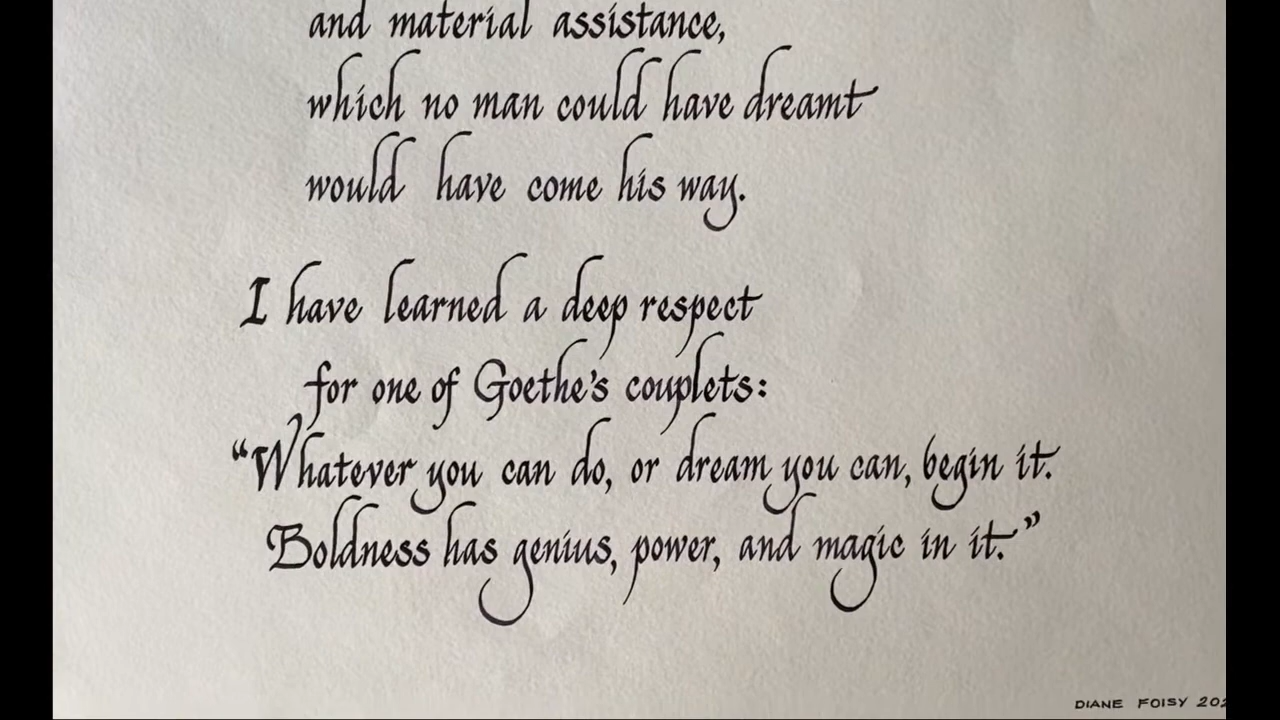 and material assistance,
which no man could have dreamt
would have come his way.
I have learned a deep respect
for one of Goethe's couplets:
“Whatever you can do, or dream you can, begin it.
Boldness has genius, power, and magic in it.”
DIANE FOISY